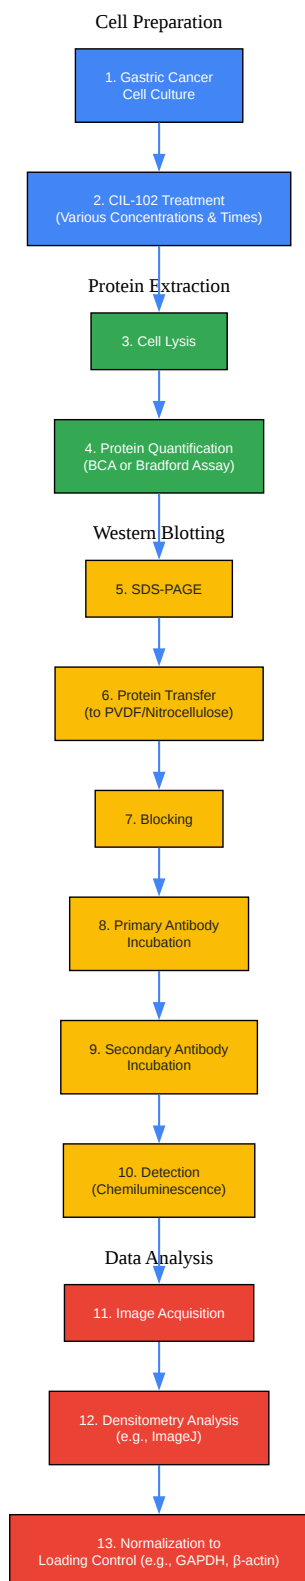 Cell Preparation
1. Gastric Cancer
Cell Culture
2. CIL-102 Treatment
(Various Concentrations & Times)
Protein Extraction
3. Cell Lysis
4. Protein Quantification
(BCA or Bradford Assay)
Western Blotting
5. SDS-PAGE
6. Protein Transfer
(to PVDF/Nitrocellulose)
7. Blocking
8. Primary Antibody
Incubation
9. Secondary Antibody
Incubation
10. Detection
(Chemiluminescence)
Data Analysis
11. Image Acquisition
12. Densitometry Analysis
(e.g., ImageJ)
13. Normalization to
Loading Control (e.g., GAPDH, β-actin)